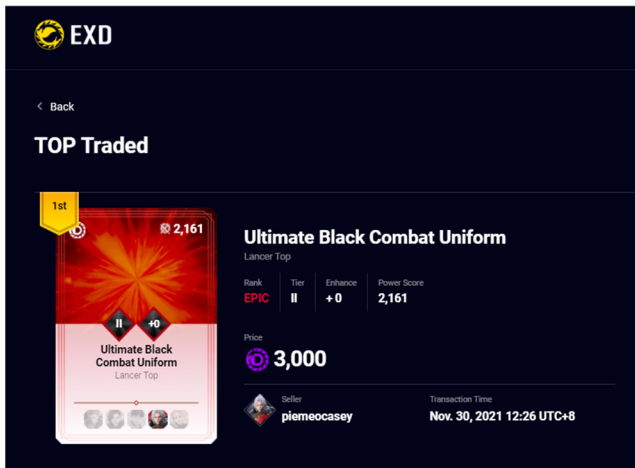 EXD
Back
TOP Traded
1st
2,161
II
+0
Ultimate Black
Combat Uniform
Lancer Top
Ultimate Black Combat Uniform
Lancer Top
Rank
Tier
Enhance
Power Score
EPIC
II
+0
2,161
Price
3,000
Seller
Transaction Time
piemeocasey
Nov. 30, 2021 12:26 UTC+8